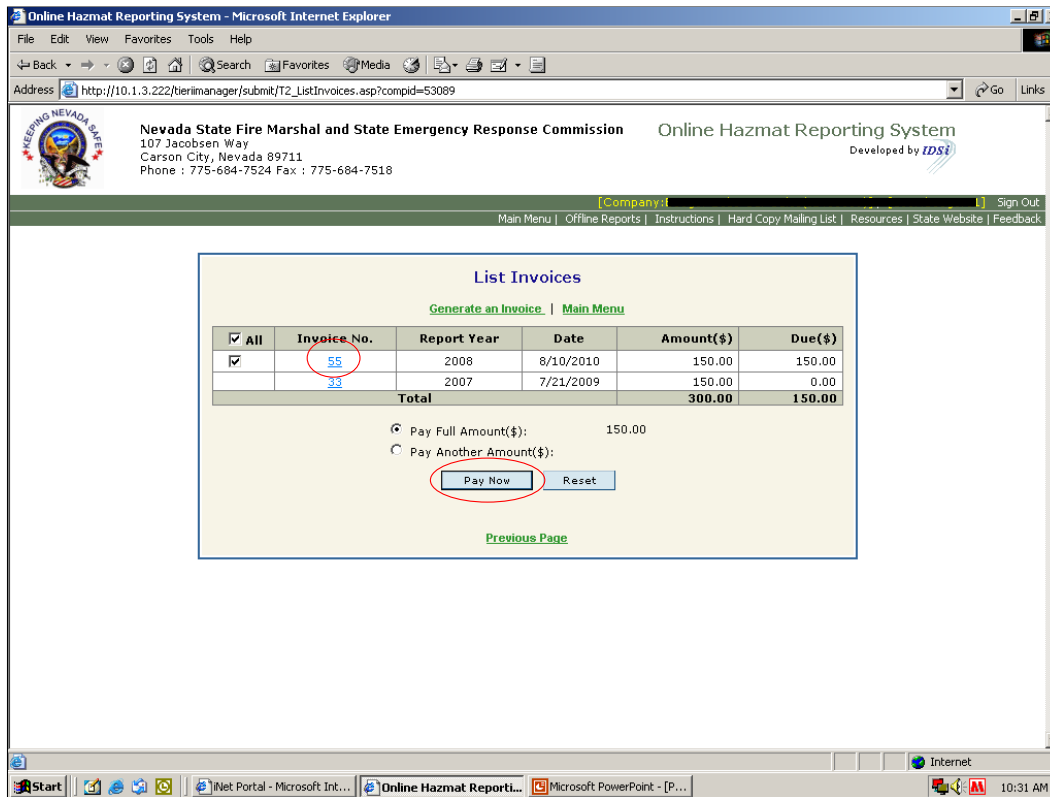 Online Hazmat Reporting System - Microsoft Internet Explorer
File Edit View Favorites Tools Help
Back Search Favorites Media
Address http://10.1.3.222/tieriimanager/submit/T2_ListInvoices.asp?compid=53089 Go Links
KEEPING NEVADA SAFE
Nevada State Fire Marshal and State Emergency Response Commission
107 Jacobsen Way
Carson City, Nevada 89711
Phone : 775-684-7524 Fax : 775-684-7518
Online Hazmat Reporting System
Developed by IDSi
[Company: ] Sign Out
Main Menu | Offline Reports | Instructions | Hard Copy Mailing List | Resources | State Website | Feedback
List Invoices
Generate an Invoice | Main Menu
All Invoice No. Report Year Date Amount($) Due($)
55 2008 8/10/2010 150.00 150.00
33 2007 7/21/2009 150.00 0.00
Total 300.00 150.00
Pay Full Amount($): 150.00
Pay Another Amount($):
Pay Now Reset
Previous Page
Internet
Start iNet Portal - Microsoft Int... Online Hazmat Reporti... Microsoft PowerPoint - [P... 10:31 AM